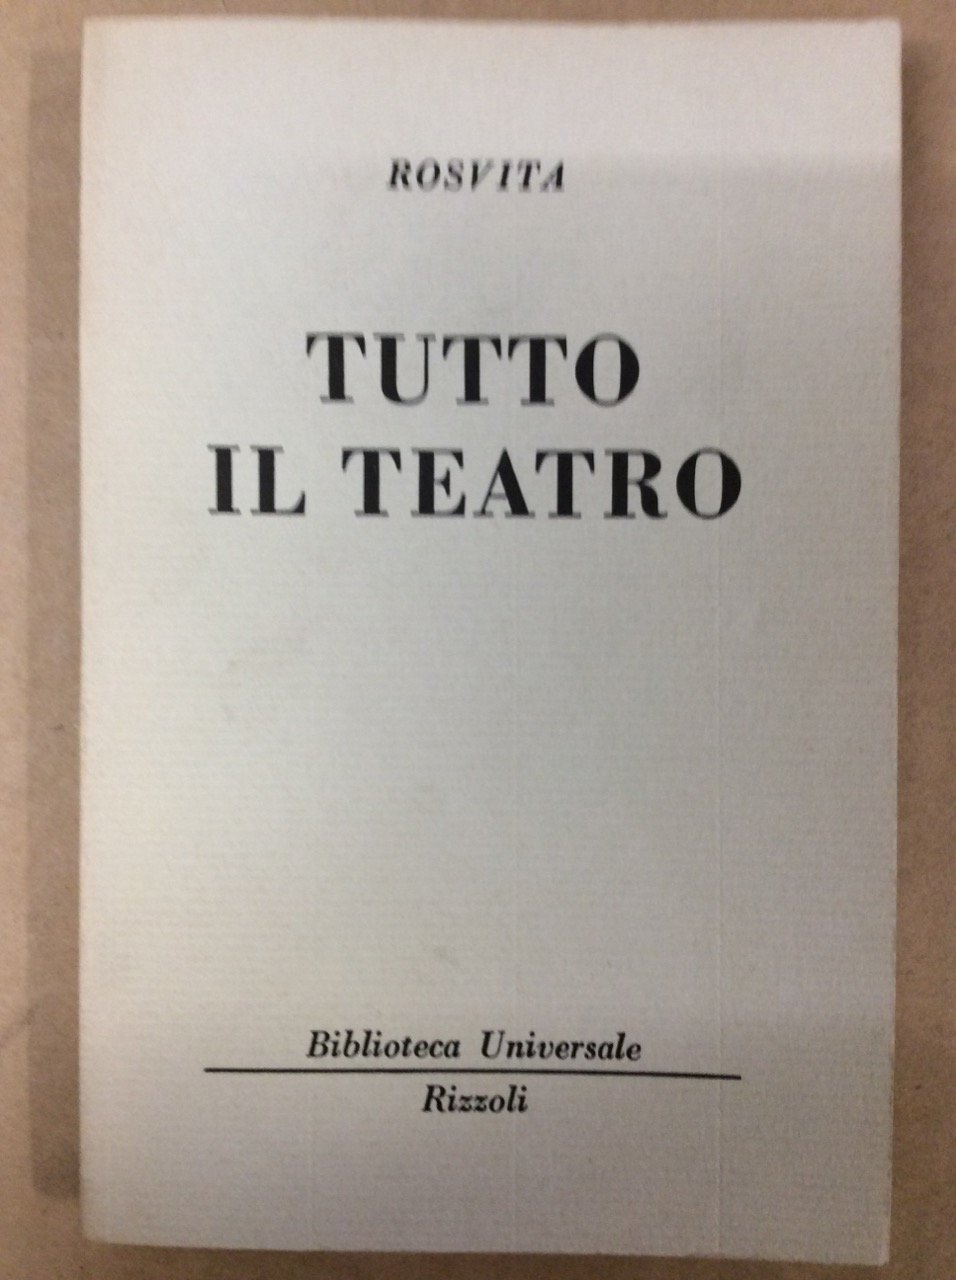 ROSVITA
TUTTO
IL TEATRO
Biblioteca Universale
Rizzoli